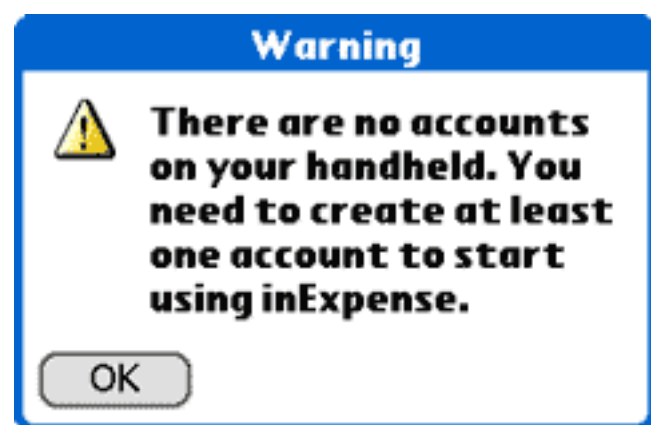 Warning
There are no accounts
on your handheld. You
need to create at least
one account to start
using inExpense.
OK